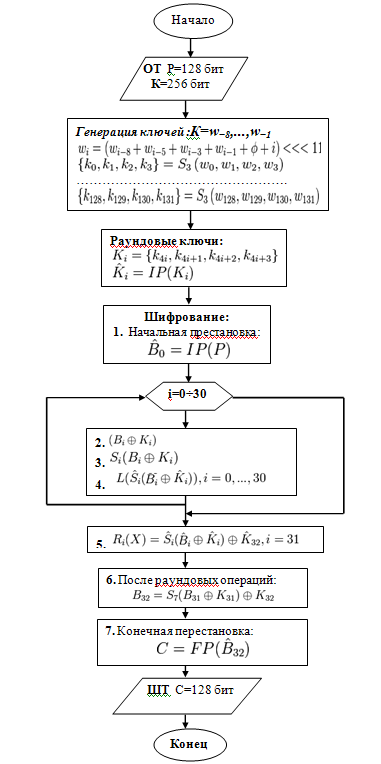 Начало
ОТ P=128 бит
K=256 бит
Генерация ключей:K=w₋₈,…,w₋₁
wᵢ = (wᵢ₋₈ + wᵢ₋₅ + wᵢ₋₃ + wᵢ₋₁ + ϕ + i) <<< 11
{k₀, k₁, k₂, k₃} = S₃ (w₀, w₁, w₂, w₃)
……………………………………………
{k₁₂₈, k₁₂₉, k₁₃₀, k₁₃₁} = S₃ (w₁₂₈, w₁₂₉, w₁₃₀, w₁₃₁)
Раундовые ключи:
Kᵢ = {k₄ᵢ, k₄ᵢ₊₁, k₄ᵢ₊₂, k₄ᵢ₊₃}
K̂ᵢ = IP(Kᵢ)
Шифрование:
1. Начальная престановка:
B̂₀ = IP(P)
i=0÷30
2. (Bᵢ ⊕ Kᵢ)
3. Sᵢ(Bᵢ ⊕ Kᵢ)
4. L(Ŝᵢ(B̂ᵢ ⊕ K̂ᵢ)), i = 0, ..., 30
5. Rᵢ(X) = Ŝᵢ(B̂ᵢ ⊕ K̂ᵢ) ⊕ K̂₃₂, i = 31
6. После раундовых операций:
B₃₂ = S₇(B₃₁ ⊕ K₃₁) ⊕ K₃₂
7. Конечная перестановка:
C = FP(B̂₃₂)
ШТ C=128 бит
Конец